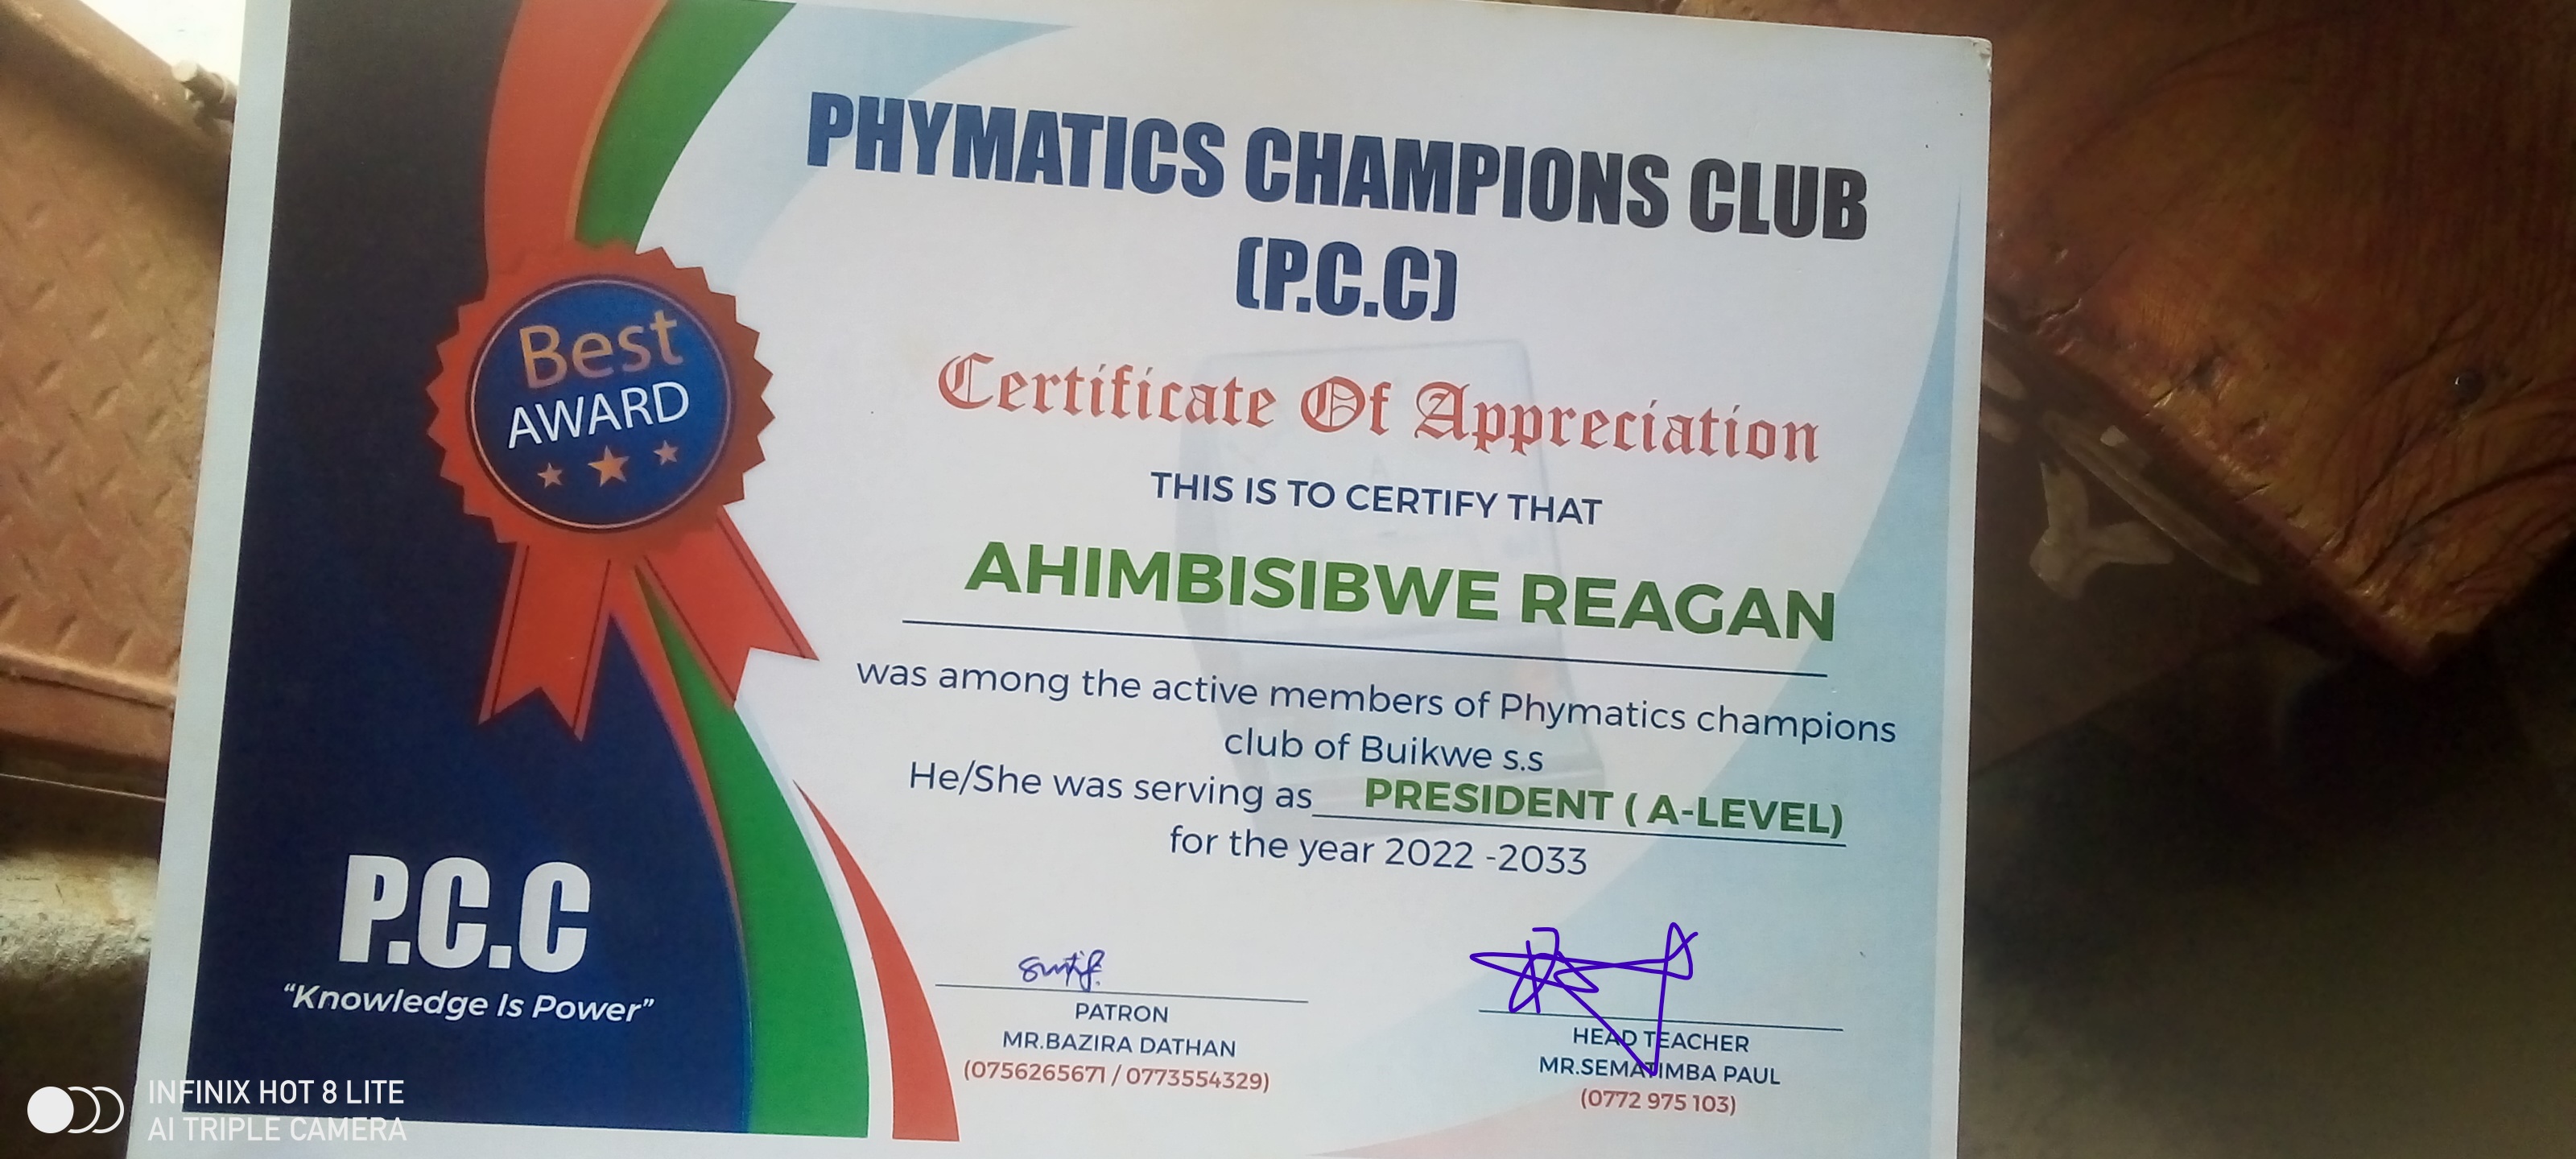 PHYMATICS CHAMPIONS CLUB
(P.C.C)
Certificate Of Appreciation
THIS IS TO CERTIFY THAT
AHIMBISIBWE REAGAN
was among the active members of Phymatics champions
club of Buikwe s.s
He/She was serving as PRESIDENT ( A-LEVEL)
for the year 2022 -2033
Best
AWARD
P.C.C
“Knowledge Is Power”
PATRON
MR.BAZIRA DATHAN
(0756265671 / 0773554329)
HEAD TEACHER
MR.SEMATIMBA PAUL
(0772 975 103)
INFINIX HOT 8 LITE
AI TRIPLE CAMERA